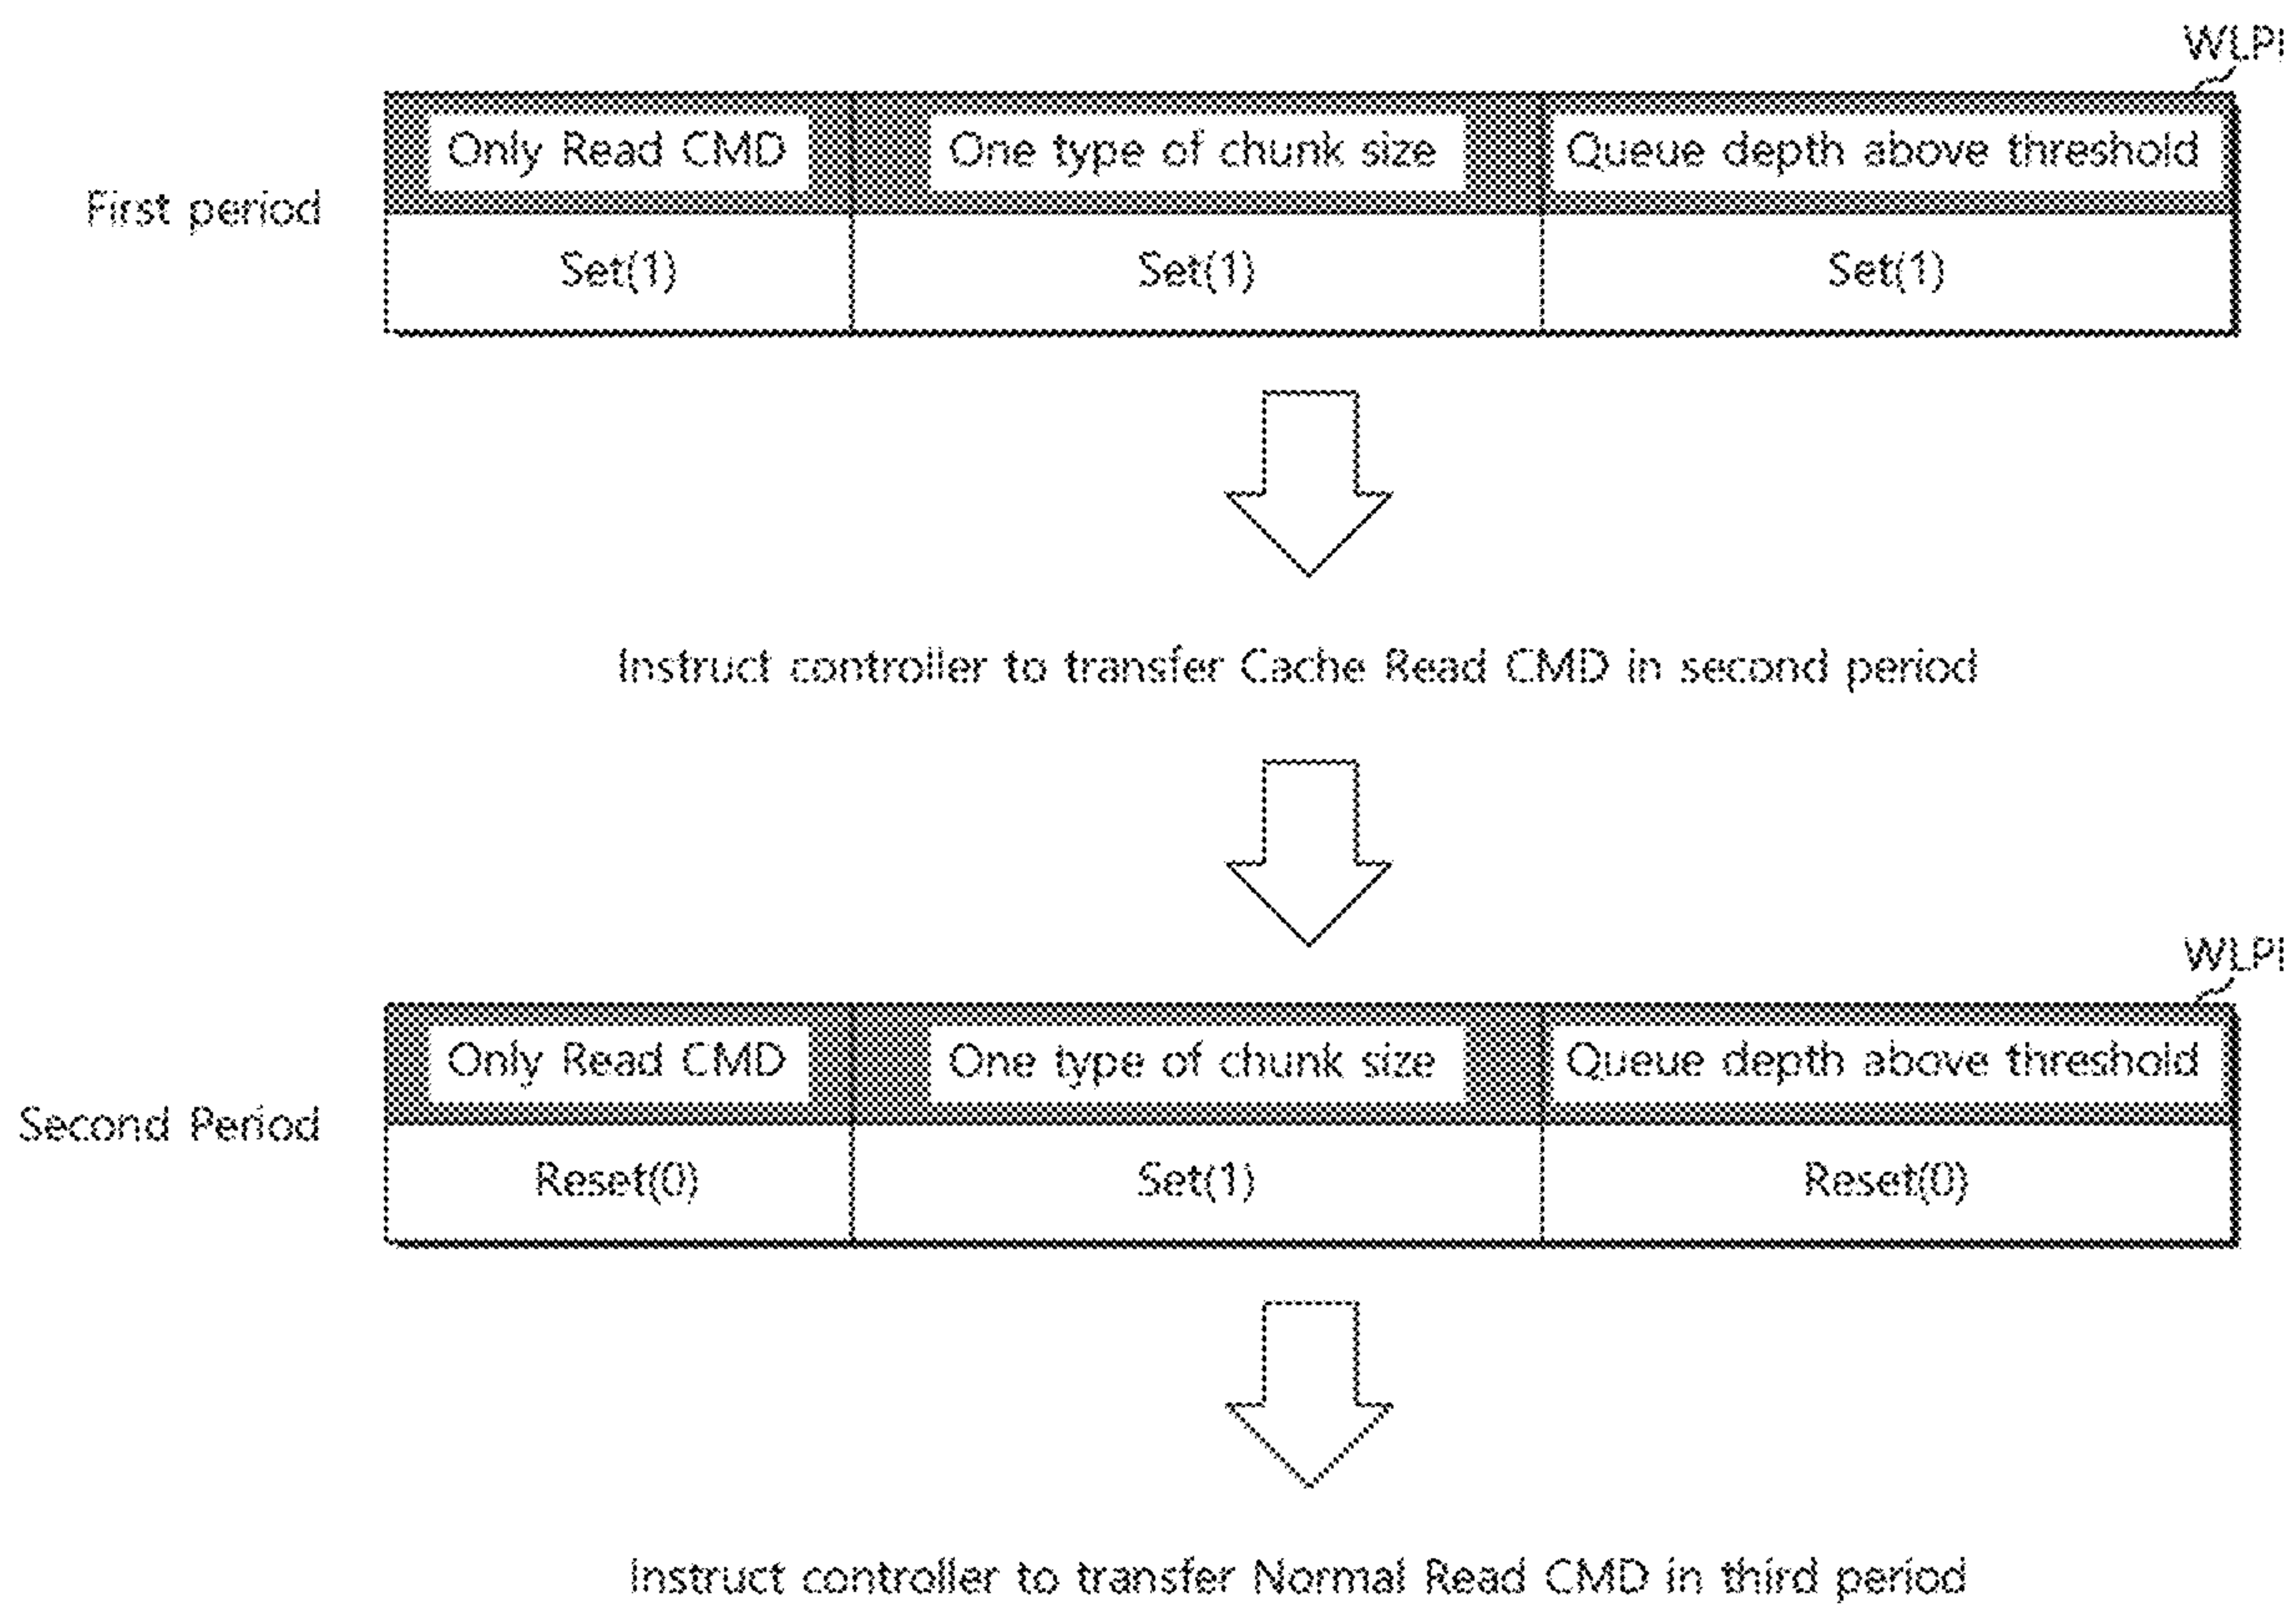 WLPI
Only Read CMD One type of chunk size Queue depth above threshold
First period
Set(1) Set(1) Set(1)
Instruct controller to transfer Cache Read CMD in second period
WLPI
Only Read CMD One type of chunk size Queue depth above threshold
Second Period
Reset(0) Set(1) Reset(0)
Instruct controller to transfer Normal Read CMD in third period